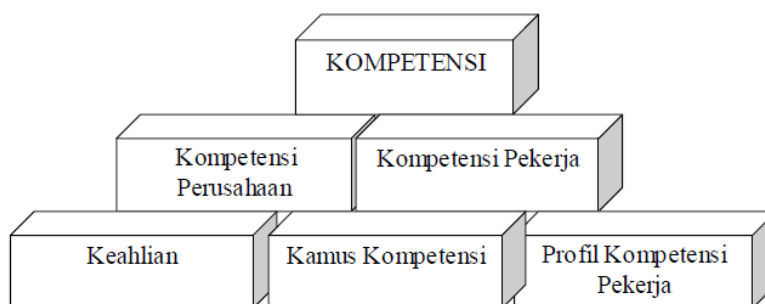 KOMPETENSI
Kompetensi
Perusahaan
Kompetensi Pekerja
Keahlian
Kamus Kompetensi
Profil Kompetensi
Pekerja